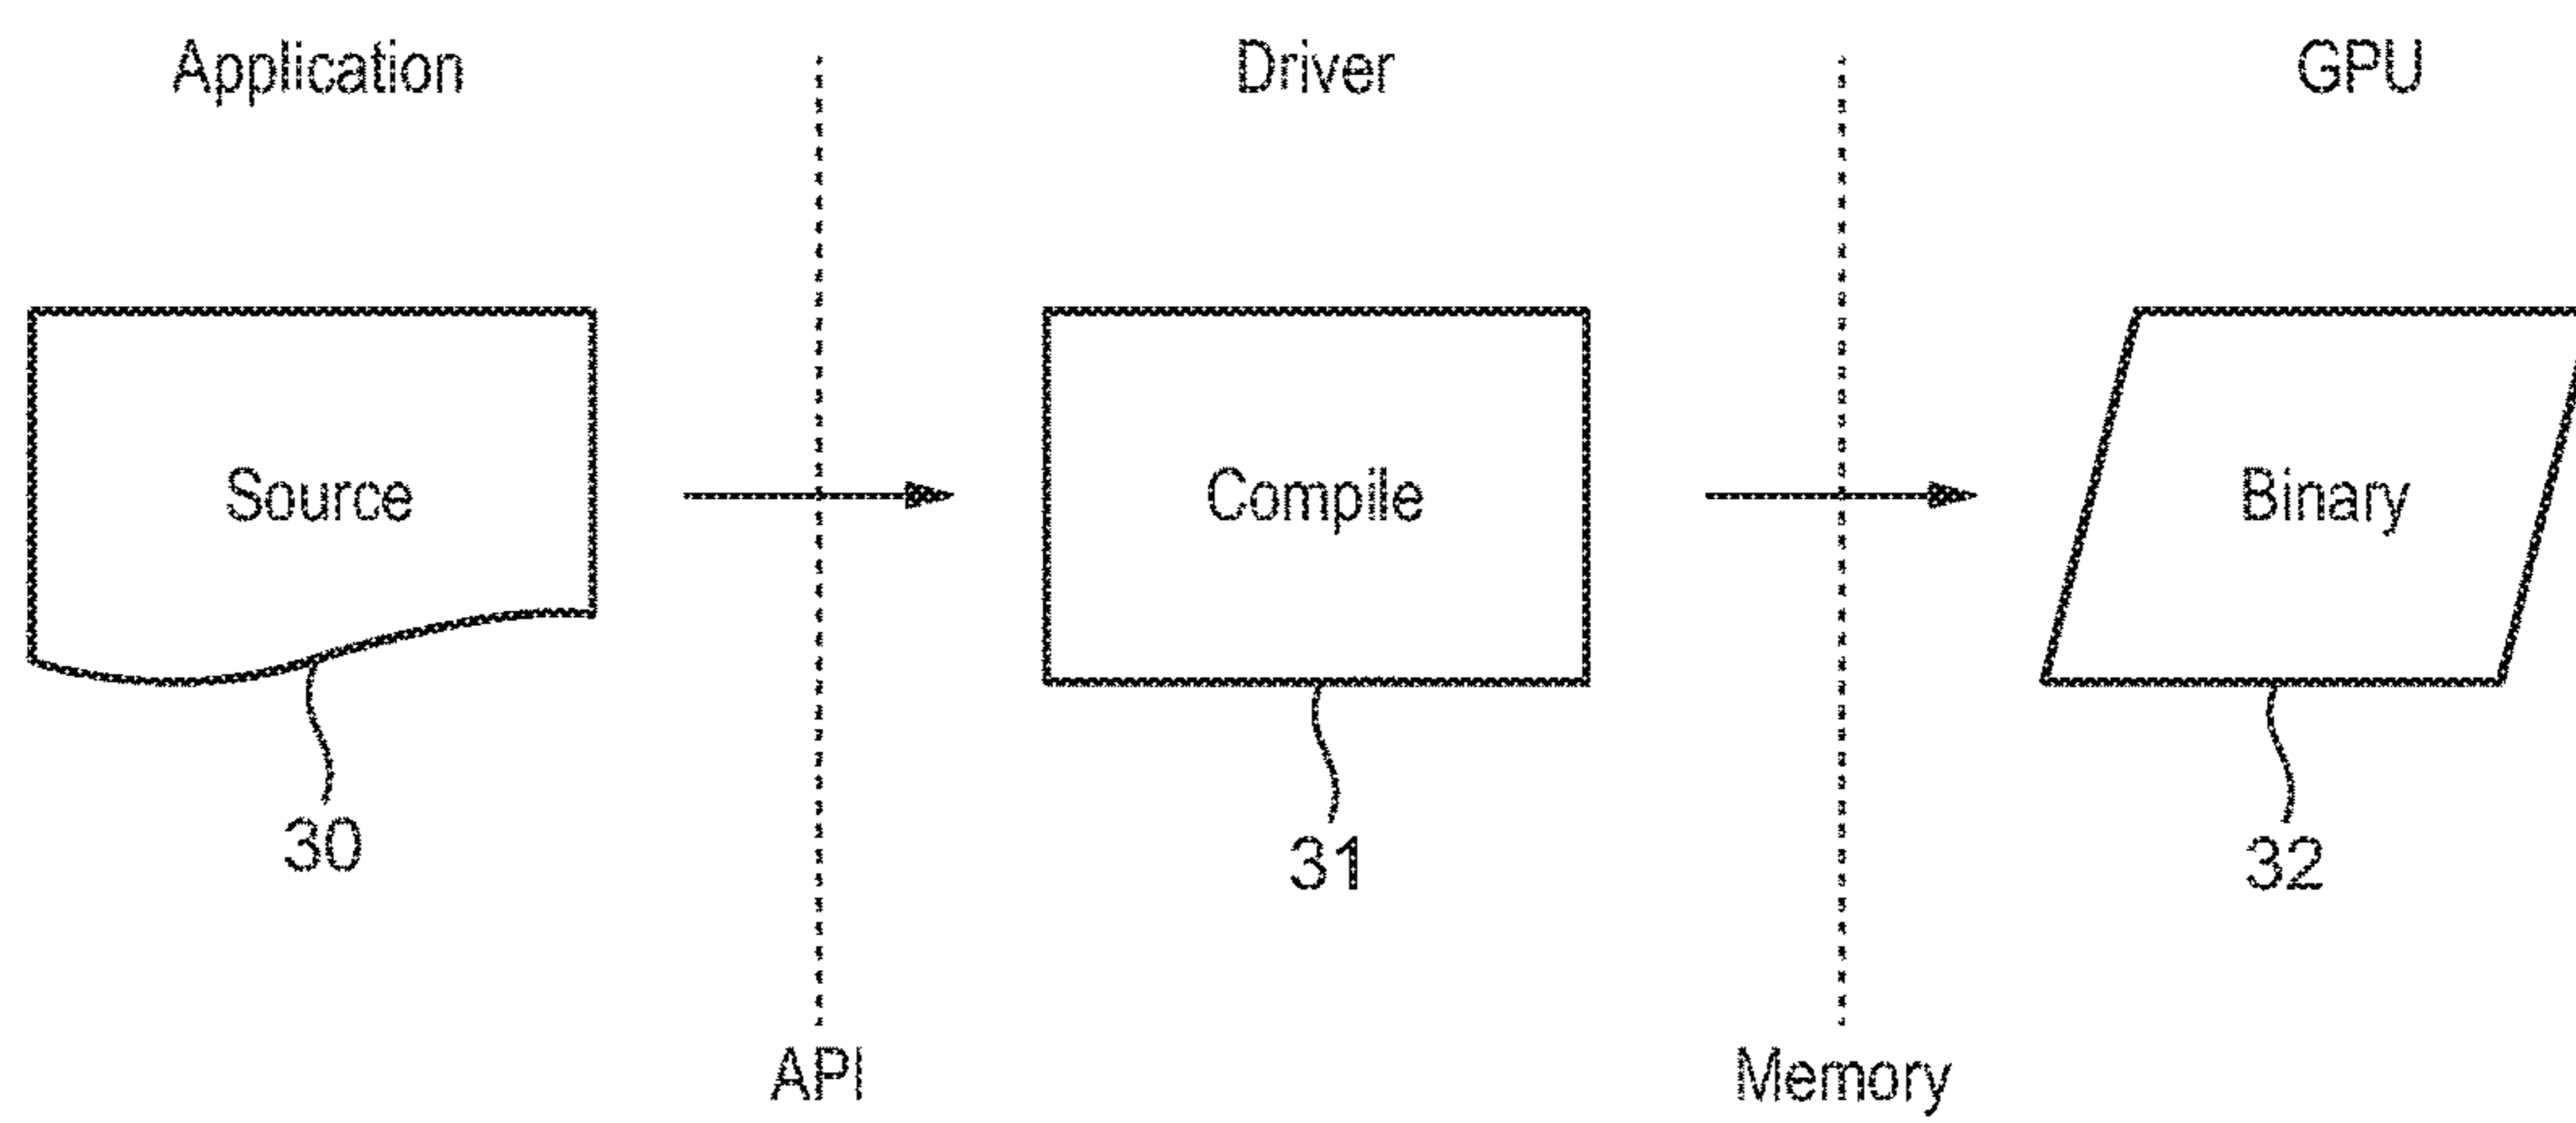 Application
Driver
GPU
Source
Compile
Binary
30
31
32
API
Memory